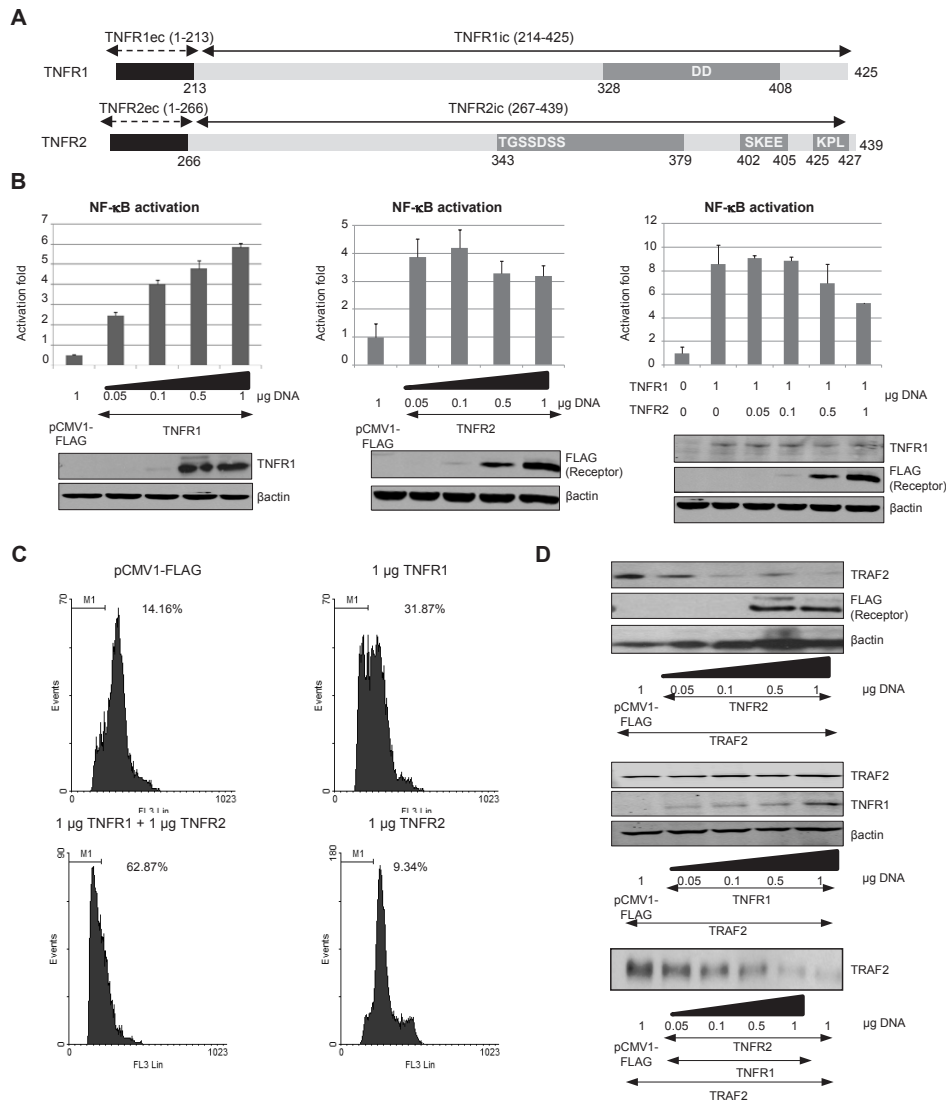 A
TNFR1ec (1-213) TNFR1ic (214-425)
TNFR1 DD 425
213 328 408
TNFR2ec (1-266) TNFR2ic (267-439)
TNFR2 TGSSDSS SKEE KPL 439
266 343 379 402 405 425 427
B
NF-κB activation
Activation fold
7
6
5
4
3
2
1
0
1 0.05 0.1 0.5 1 µg DNA
pCMV1-
FLAG
TNFR1
TNFR1
βactin
NF-κB activation
Activation fold
5
4
3
2
1
0
1 0.05 0.1 0.5 1 µg DNA
pCMV1-
FLAG
TNFR2
FLAG
(Receptor)
βactin
NF-κB activation
Activation fold
12
10
8
6
4
2
0
TNFR1 0 1 1 1 1 1 µg DNA
TNFR2 0 0 0.05 0.1 0.5 1
TNFR1
FLAG
(Receptor)
βactin
C
pCMV1-FLAG
70
M1
14.16%
Events
0
0 1023
FL3 Lin
1 µg TNFR1
70
M1
31.87%
Events
0
0 1023
FL3 Lin
1 µg TNFR1 + 1 µg TNFR2
90
M1
62.87%
Events
0
0 1023
FL3 Lin
1 µg TNFR2
180
M1
9.34%
Events
0
0 1023
FL3 Lin
D
TRAF2
FLAG
(Receptor)
βactin
1 0.05 0.1 0.5 1 µg DNA
pCMV1-
FLAG
TNFR2
TRAF2
TRAF2
TNFR1
βactin
1 0.05 0.1 0.5 1 µg DNA
pCMV1-
FLAG
TNFR1
TRAF2
TRAF2
1 0.05 0.1 0.5 1 1 µg DNA
pCMV1-
FLAG
TNFR2
TNFR1
TRAF2